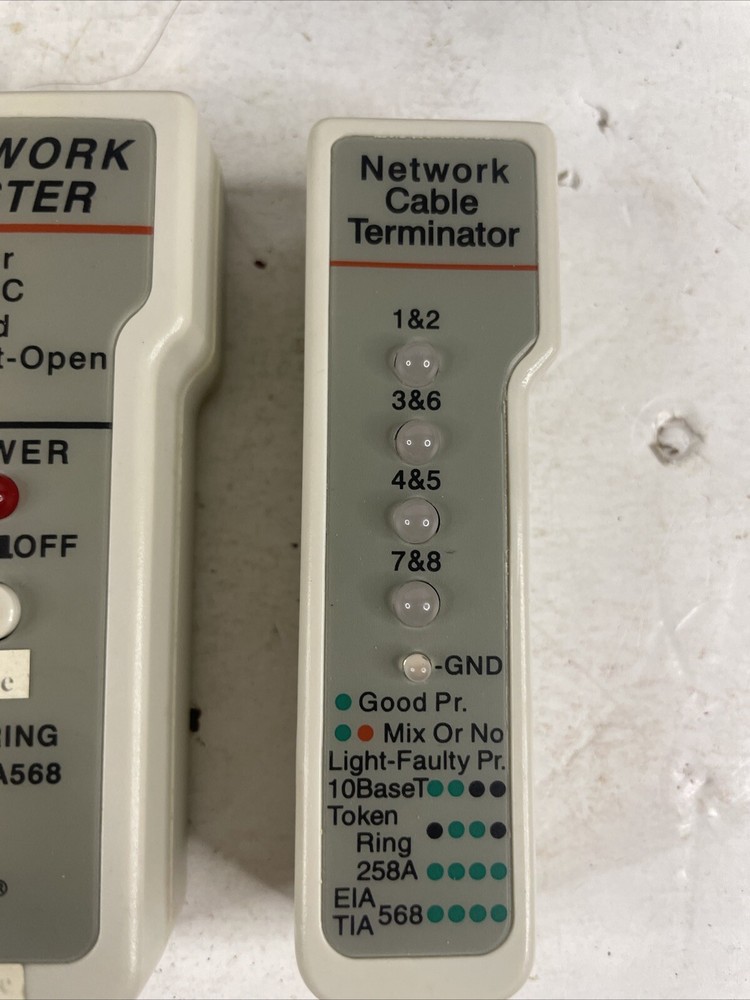 WORK
TER
r
C
d
t-Open
WER
OFF
e
RING
A568
®
e
Network
Cable
Terminator
1&2
3&6
4&5
7&8
-GND
Good Pr.
Mix Or No
Light-Faulty Pr.
10BaseT
Token
Ring
258A
EIA
TIA 568